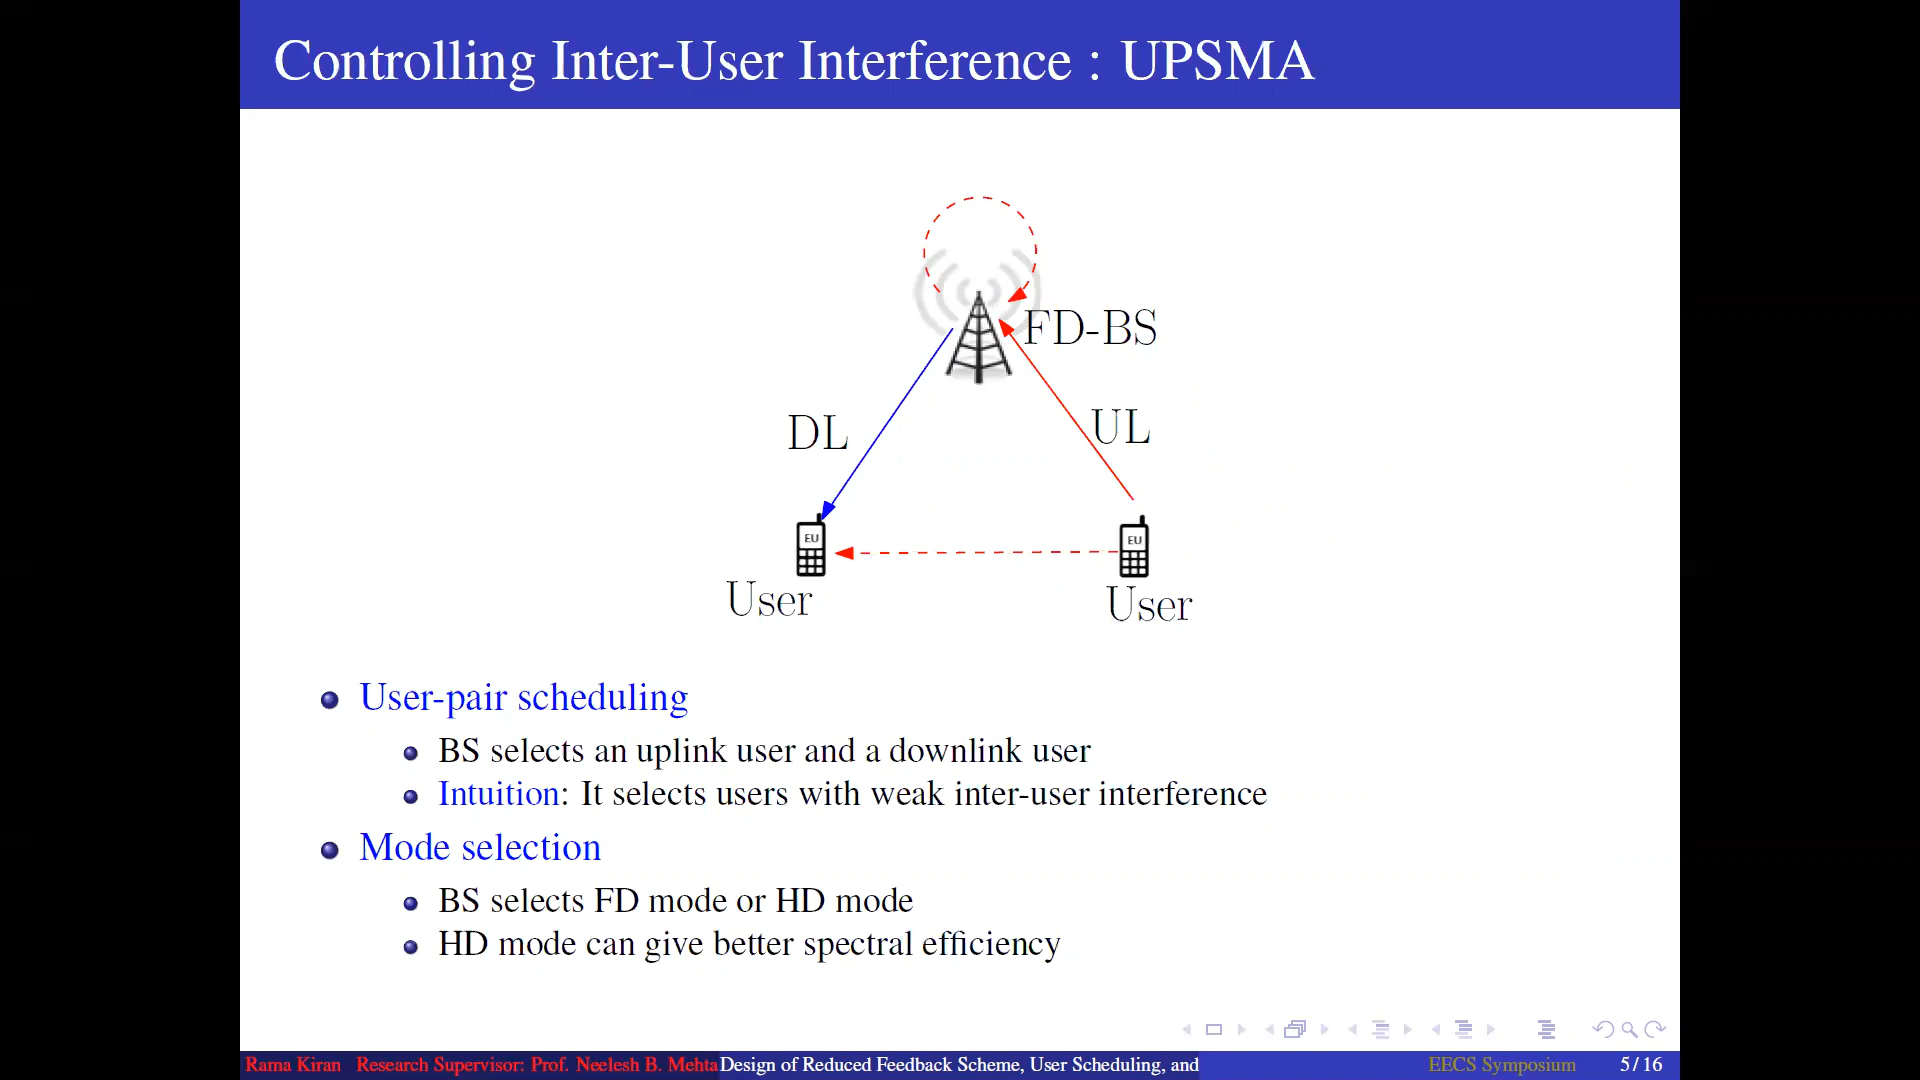 Controlling Inter-User Interference : UPSMA
FD-BS
DL
UL
EU
EU
User
User
User-pair scheduling
BS selects an uplink user and a downlink user
Intuition: It selects users with weak inter-user interference
Mode selection
BS selects FD mode or HD mode
HD mode can give better spectral efficiency
Rama Kiran Research Supervisor: Prof. Neelesh B. Mehta Design of Reduced Feedback Scheme, User Scheduling, and EECS Symposium 5 / 16